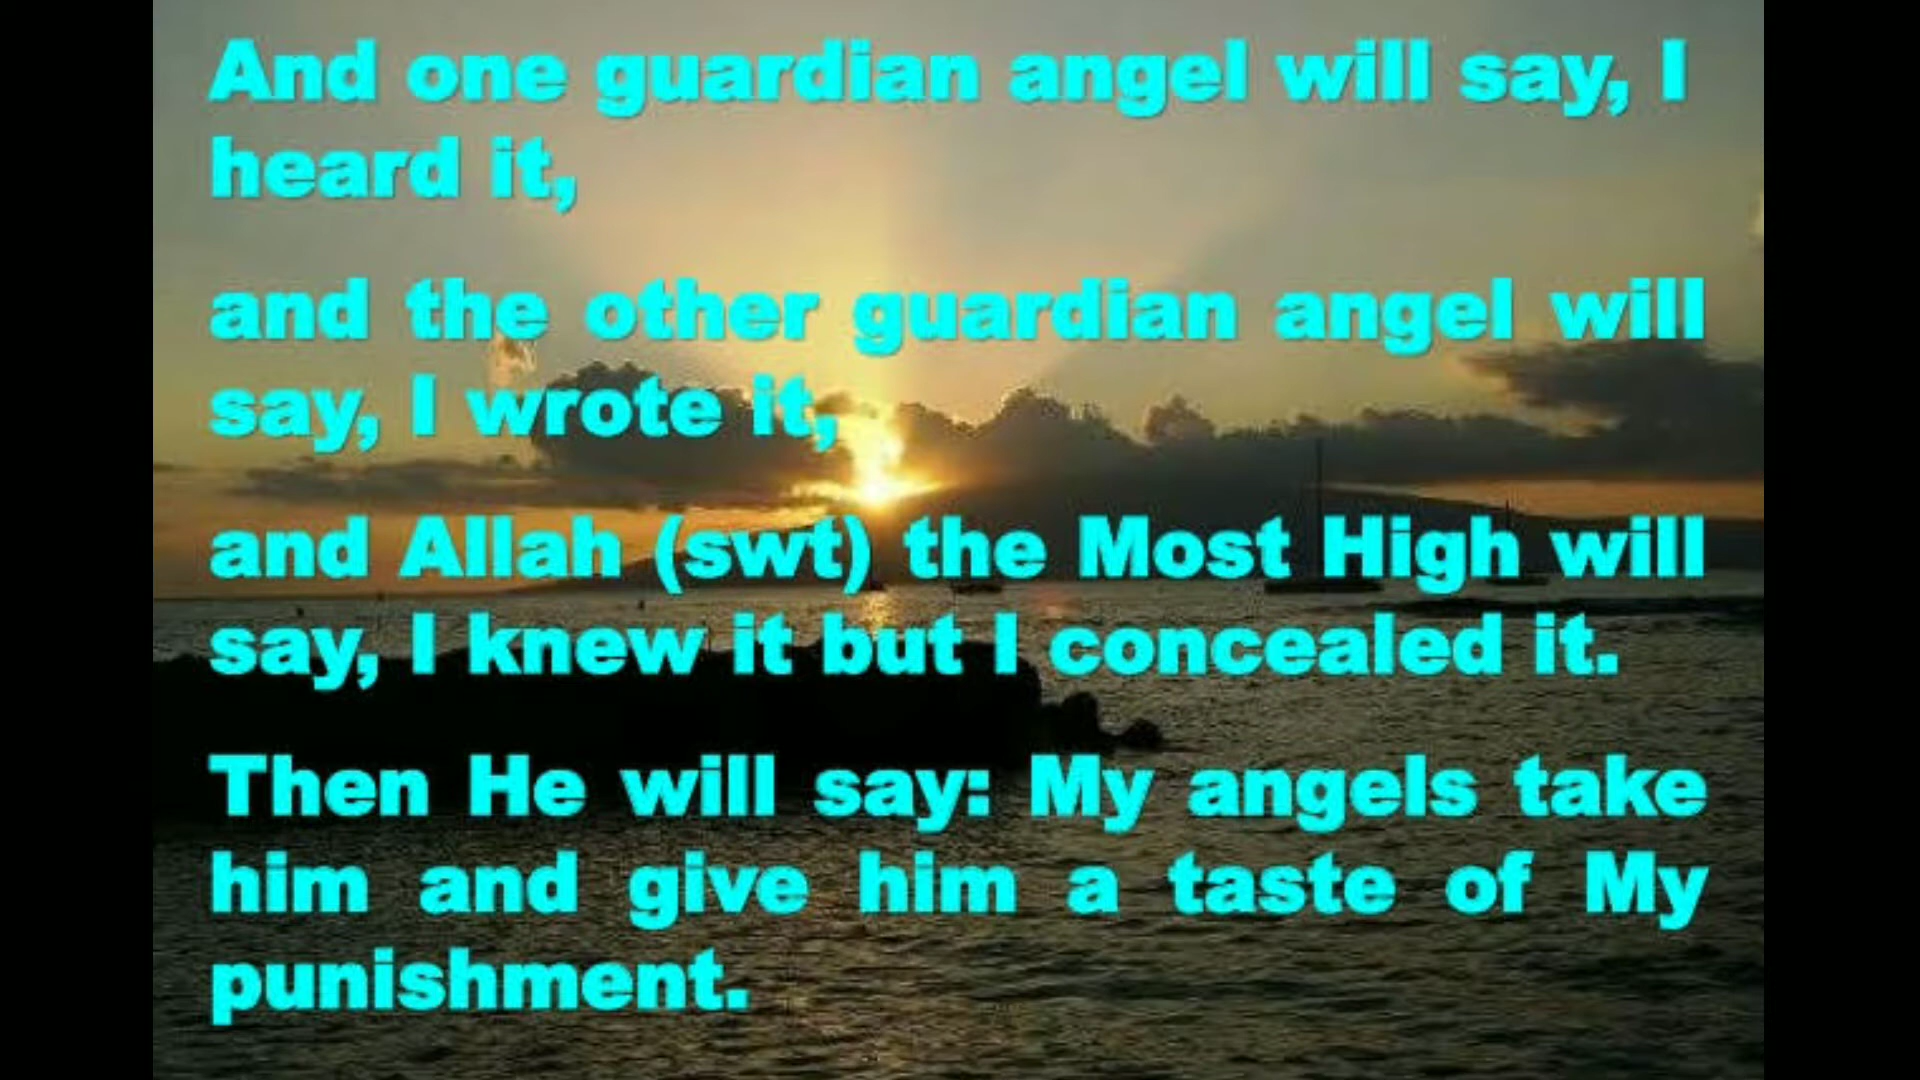 And one guardian angel will say, I
heard it,
and the other guardian angel will
say, I wrote it,
and Allah (swt) the Most High will
say, I knew it but I concealed it.
Then He will say: My angels take
him and give him a taste of My
punishment.